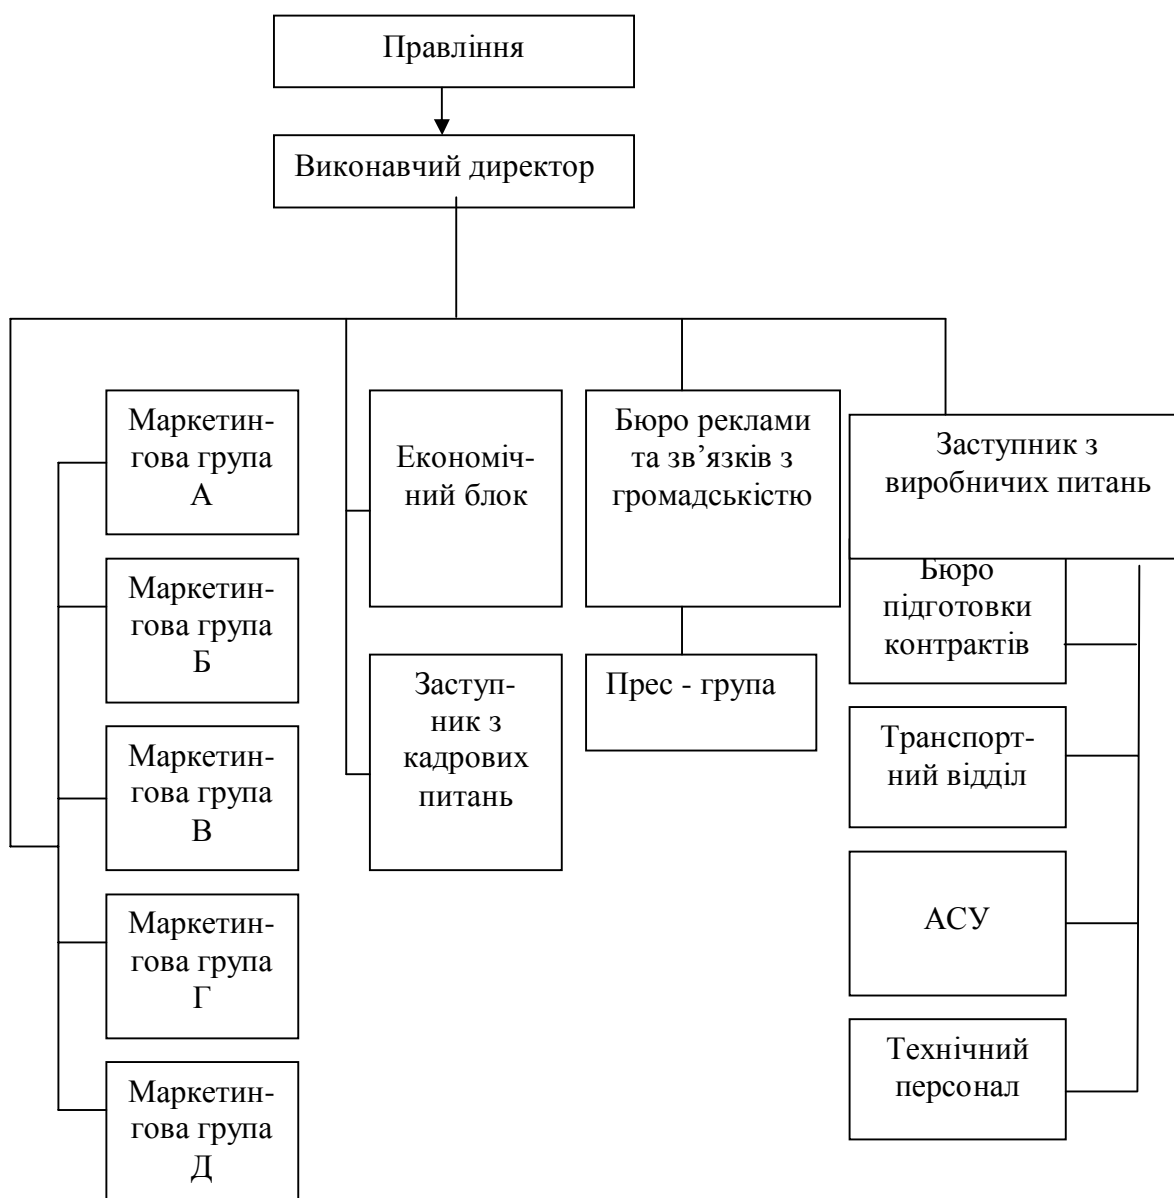 Правління
Виконавчий директор
Маркетин-
гова група
А
Маркетин-
гова група
Б
Маркетин-
гова група
В
Маркетин-
гова група
Г
Маркетин-
гова група
Д
Економіч-
ний блок
Заступ-
ник з
кадрових
питань
Бюро реклами
та зв’язків з
громадськістю
Прес - група
Заступник з
виробничих питань
Бюро
підготовки
контрактів
Транспорт-
ний відділ
АСУ
Технічний
персонал